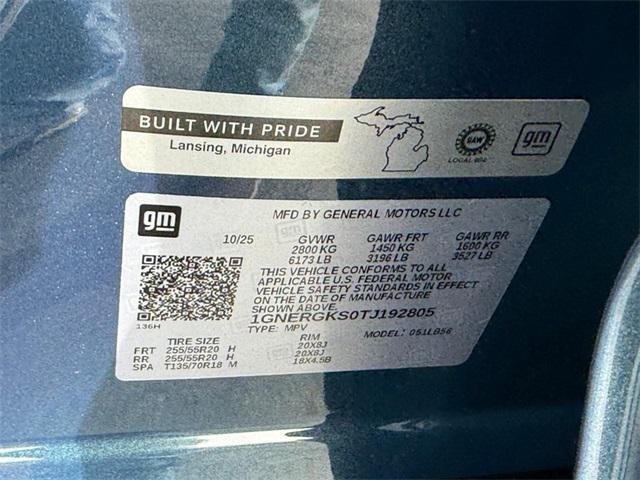 BUILT WITH PRIDE
Lansing, Michigan
UAW
gm
gm
MFD BY GENERAL MOTORS LLC
10/25 GVWR GAWR FRT GAWR RR
2800 KG 1450 KG 1600 KG
6173 LB 3196 LB 3527 LB
THIS VEHICLE CONFORMS TO ALL
APPLICABLE U.S. FEDERAL MOTOR
VEHICLE SAFETY STANDARDS IN EFFECT
ON THE DATE OF MANUFACTURE
SHOWN ABOVE.
1GNERGKS0TJ192805
136H
TYPE: MPV MODEL: 051LB56
TIRE SIZE RIM
FRT 255/55R20 H 20X8J
RR 255/55R20 H 20X8J
SPA T135/70R18 M 18X4.5B